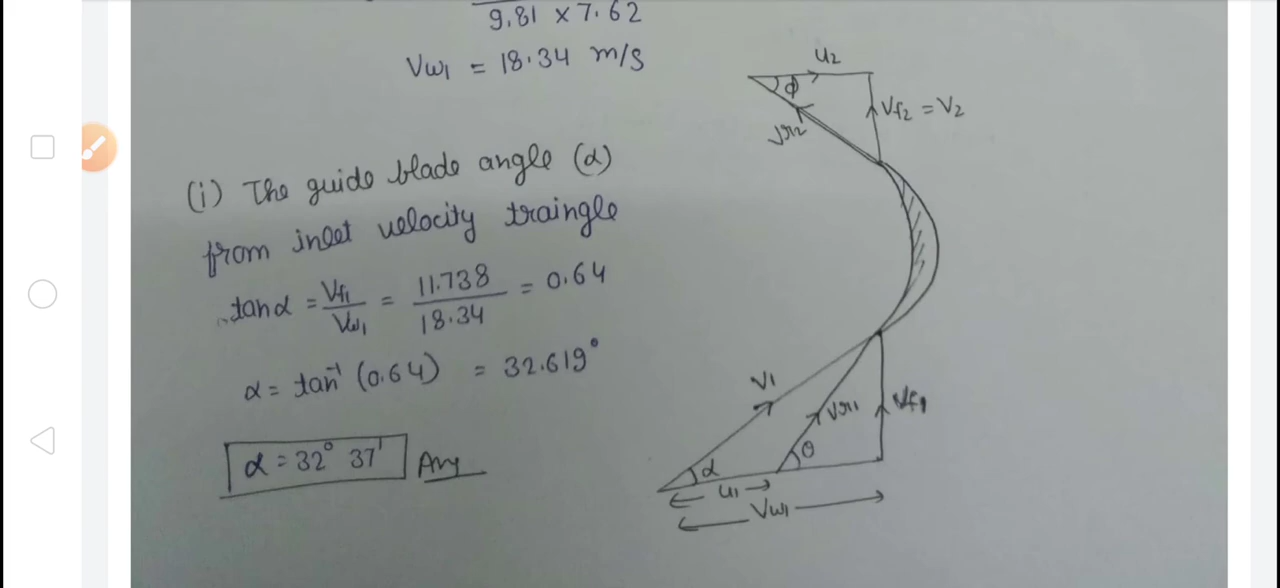 9.81 × 7.62
Vw₁ = 18.34 m/s
(i) The guide blade angle (α)
from inlet velocity traingle
tanα = Vf₁/Vw₁ = 11.738/18.34 = 0.64
α = tan⁻¹ (0.64) = 32.619°
α = 32° 37' Ans
u₂
ϕ
Vf₂ = V₂
Vr₂
V₁
Vr₁
Vf₁
α
θ
u₁
Vw₁